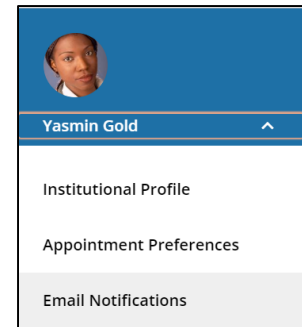 Yasmin Gold
Institutional Profile
Appointment Preferences
Email Notifications